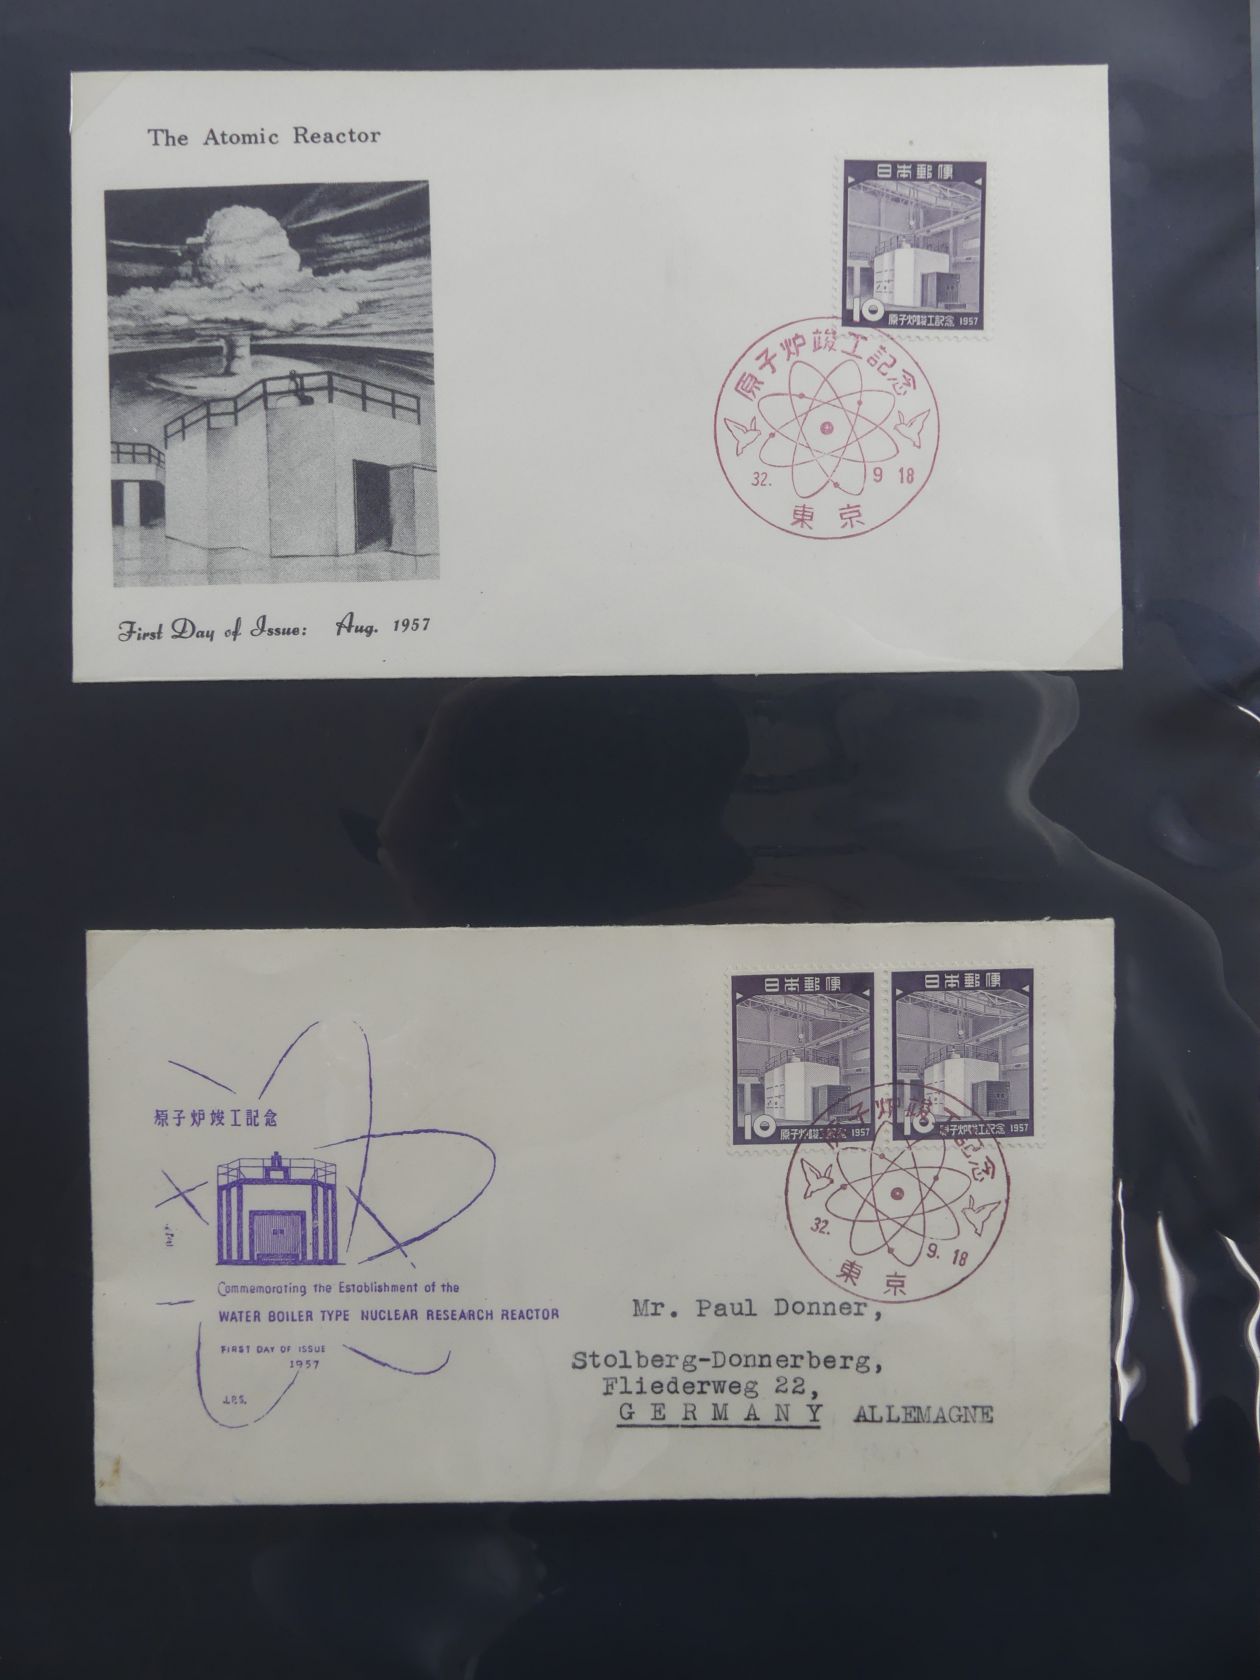 The Atomic Reactor
First Day of Issue: Aug. 1957
日本郵便
10 原子炉竣工記念 1957
原子炉竣工記念
32. 9 18
東京
日本郵便
10 原子炉竣工記念 1957
日本郵便
10 原子炉竣工記念 1957
原子炉竣工記念
32. 9. 18
東京
原子炉竣工記念
Commemorating the Establishment of the
WATER BOILER TYPE NUCLEAR RESEARCH REACTOR
FIRST DAY OF ISSUE
1957
J.P.S.
Mr. Paul Donner,
Stolberg-Donnerberg,
Fliederweg 22,
GERMANY ALLEMAGNE